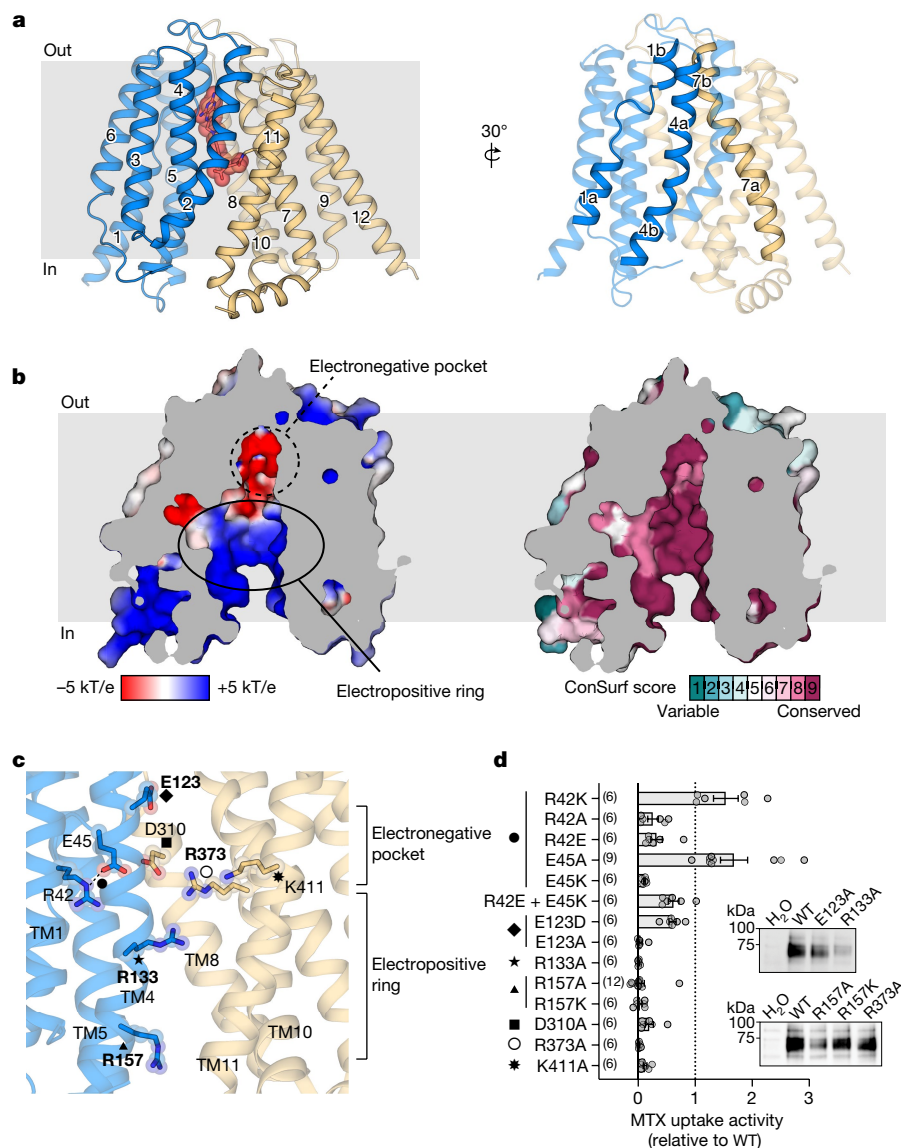 a
Out
In
1
2
3
4
5
6
7
8
9
10
11
12
30°
1b
7b
4a
7a
1a
4b
b
Electronegative pocket
Out
In
−5 kT/e
+5 kT/e
Electropositive ring
ConSurf score
1 2 3 4 5 6 7 8 9
Variable
Conserved
c
E123
D310
E45
R373
R42
K411
TM1
R133
TM8
TM4
TM5
TM10
R157
TM11
Electronegative
pocket
Electropositive
ring
d
R42K (6)
R42A (6)
R42E (6)
E45A (9)
E45K (6)
R42E + E45K (6)
E123D (6)
E123A (6)
R133A (6)
R157A (12)
R157K (6)
D310A (6)
R373A (6)
K411A (6)
0 1 2 3
MTX uptake activity
(relative to WT)
kDa
H2O WT E123A R133A
100
75
kDa
H2O WT R157A R157K R373A
100
75